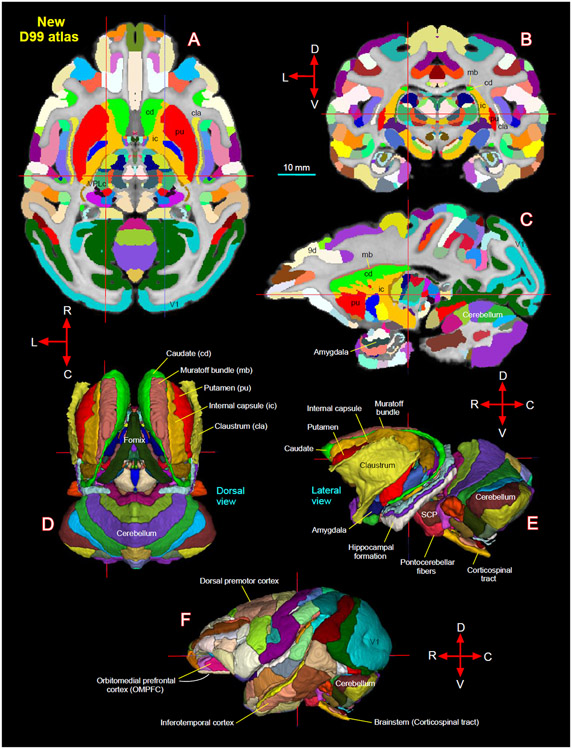 New
D99 atlas
A
cd
cla
pu
ic
VPLc
V1
R
L
C
B
D
L
V
mb
cd
ic
pu
cla
10 mm
C
9d
mb
cd
ic
pu
V1
Cerebellum
Amygdala
D
R
C
V
Caudate (cd)
Muratoff bundle (mb)
Putamen (pu)
Internal capsule (ic)
Claustrum (cla)
Fornix
Dorsal
view
D
Cerebellum
Muratoff
bundle
Internal capsule
Putamen
Caudate
Claustrum
Lateral
view
Cerebellum
E
SCP
Amygdala
Hippocampal
formation
Pontocerebellar
fibers
Corticospinal
tract
F
Dorsal premotor cortex
V1
D
R
C
V
Cerebellum
Orbitomedial prefrontal
cortex (OMPFC)
Inferotemporal cortex
Brainstem (Corticospinal tract)